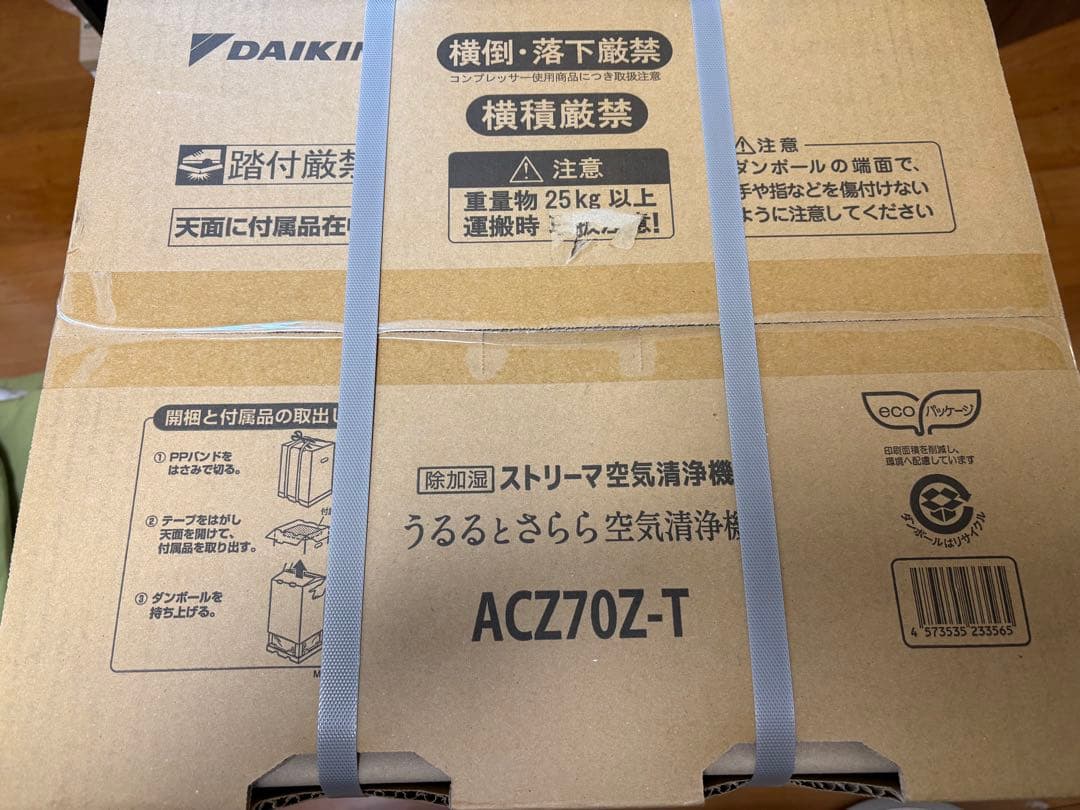 DAIKI
横倒・落下厳禁
コンプレッサー使用商品につき取扱注意
横積厳禁
踏付厳禁
天面に付属品在
注意
重量物 25kg 以上
運搬時 意!
注意
ダンボールの端面で、
手や指などを傷付けない
ように注意してください
開梱と付属品の取出し
① PPバンドを
はさみで切る。
② テープをはがし
天面を開けて、
付属品を取り出す。
③ ダンボールを
持ち上げる。
除加湿 ストリーマ空気清浄機
うるるとさらら空気清浄機
ACZ70Z-T
eco パッケージ
印刷面積を削減し、
環境へ配慮しています
ダンボールはリサイクル
4 573535 233565